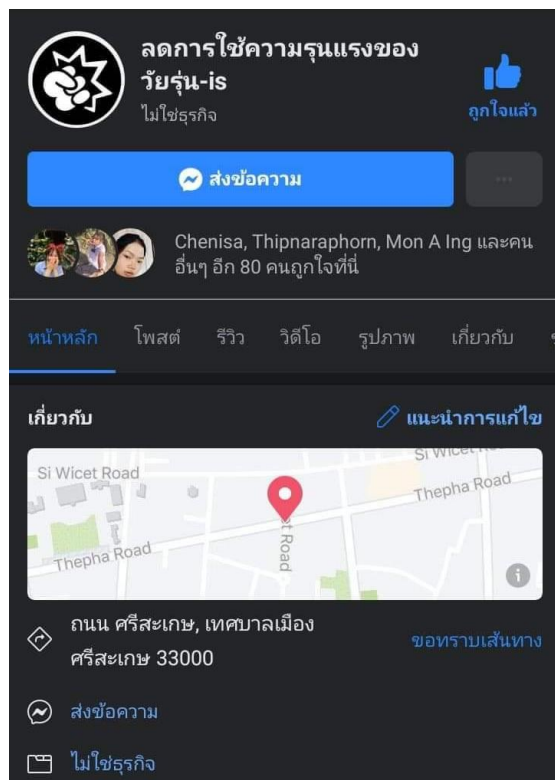 ลดการใช้ความรุนแรงของ
วัยรุ่น-is
ไม่ใช่ธุรกิจ
ถูกใจแล้ว
ส่งข้อความ
Chenisa, Thipnaraphorn, Mon A Ing และคน
อื่นๆ อีก 80 คนถูกใจที่นี่
หน้าหลัก โพสต์ รีวิว วิดีโอ รูปภาพ เกี่ยวกับ
เกี่ยวกับ แนะนำการแก้ไข
Si Wicet Road
Si Wicet
Thepha Road
Thepha Road
Road
ถนน ศรีสะเกษ, เทศบาลเมือง
ศรีสะเกษ 33000
ขอทราบเส้นทาง
ส่งข้อความ
ไม่ใช่ธุรกิจ